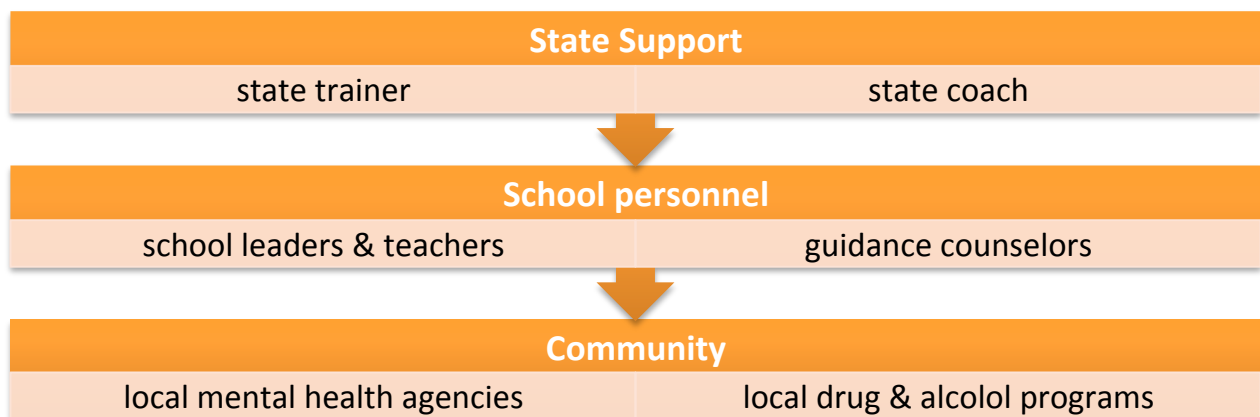 State Support
state trainer state coach
School personnel
school leaders & teachers guidance counselors
Community
local mental health agencies local drug & alcolol programs